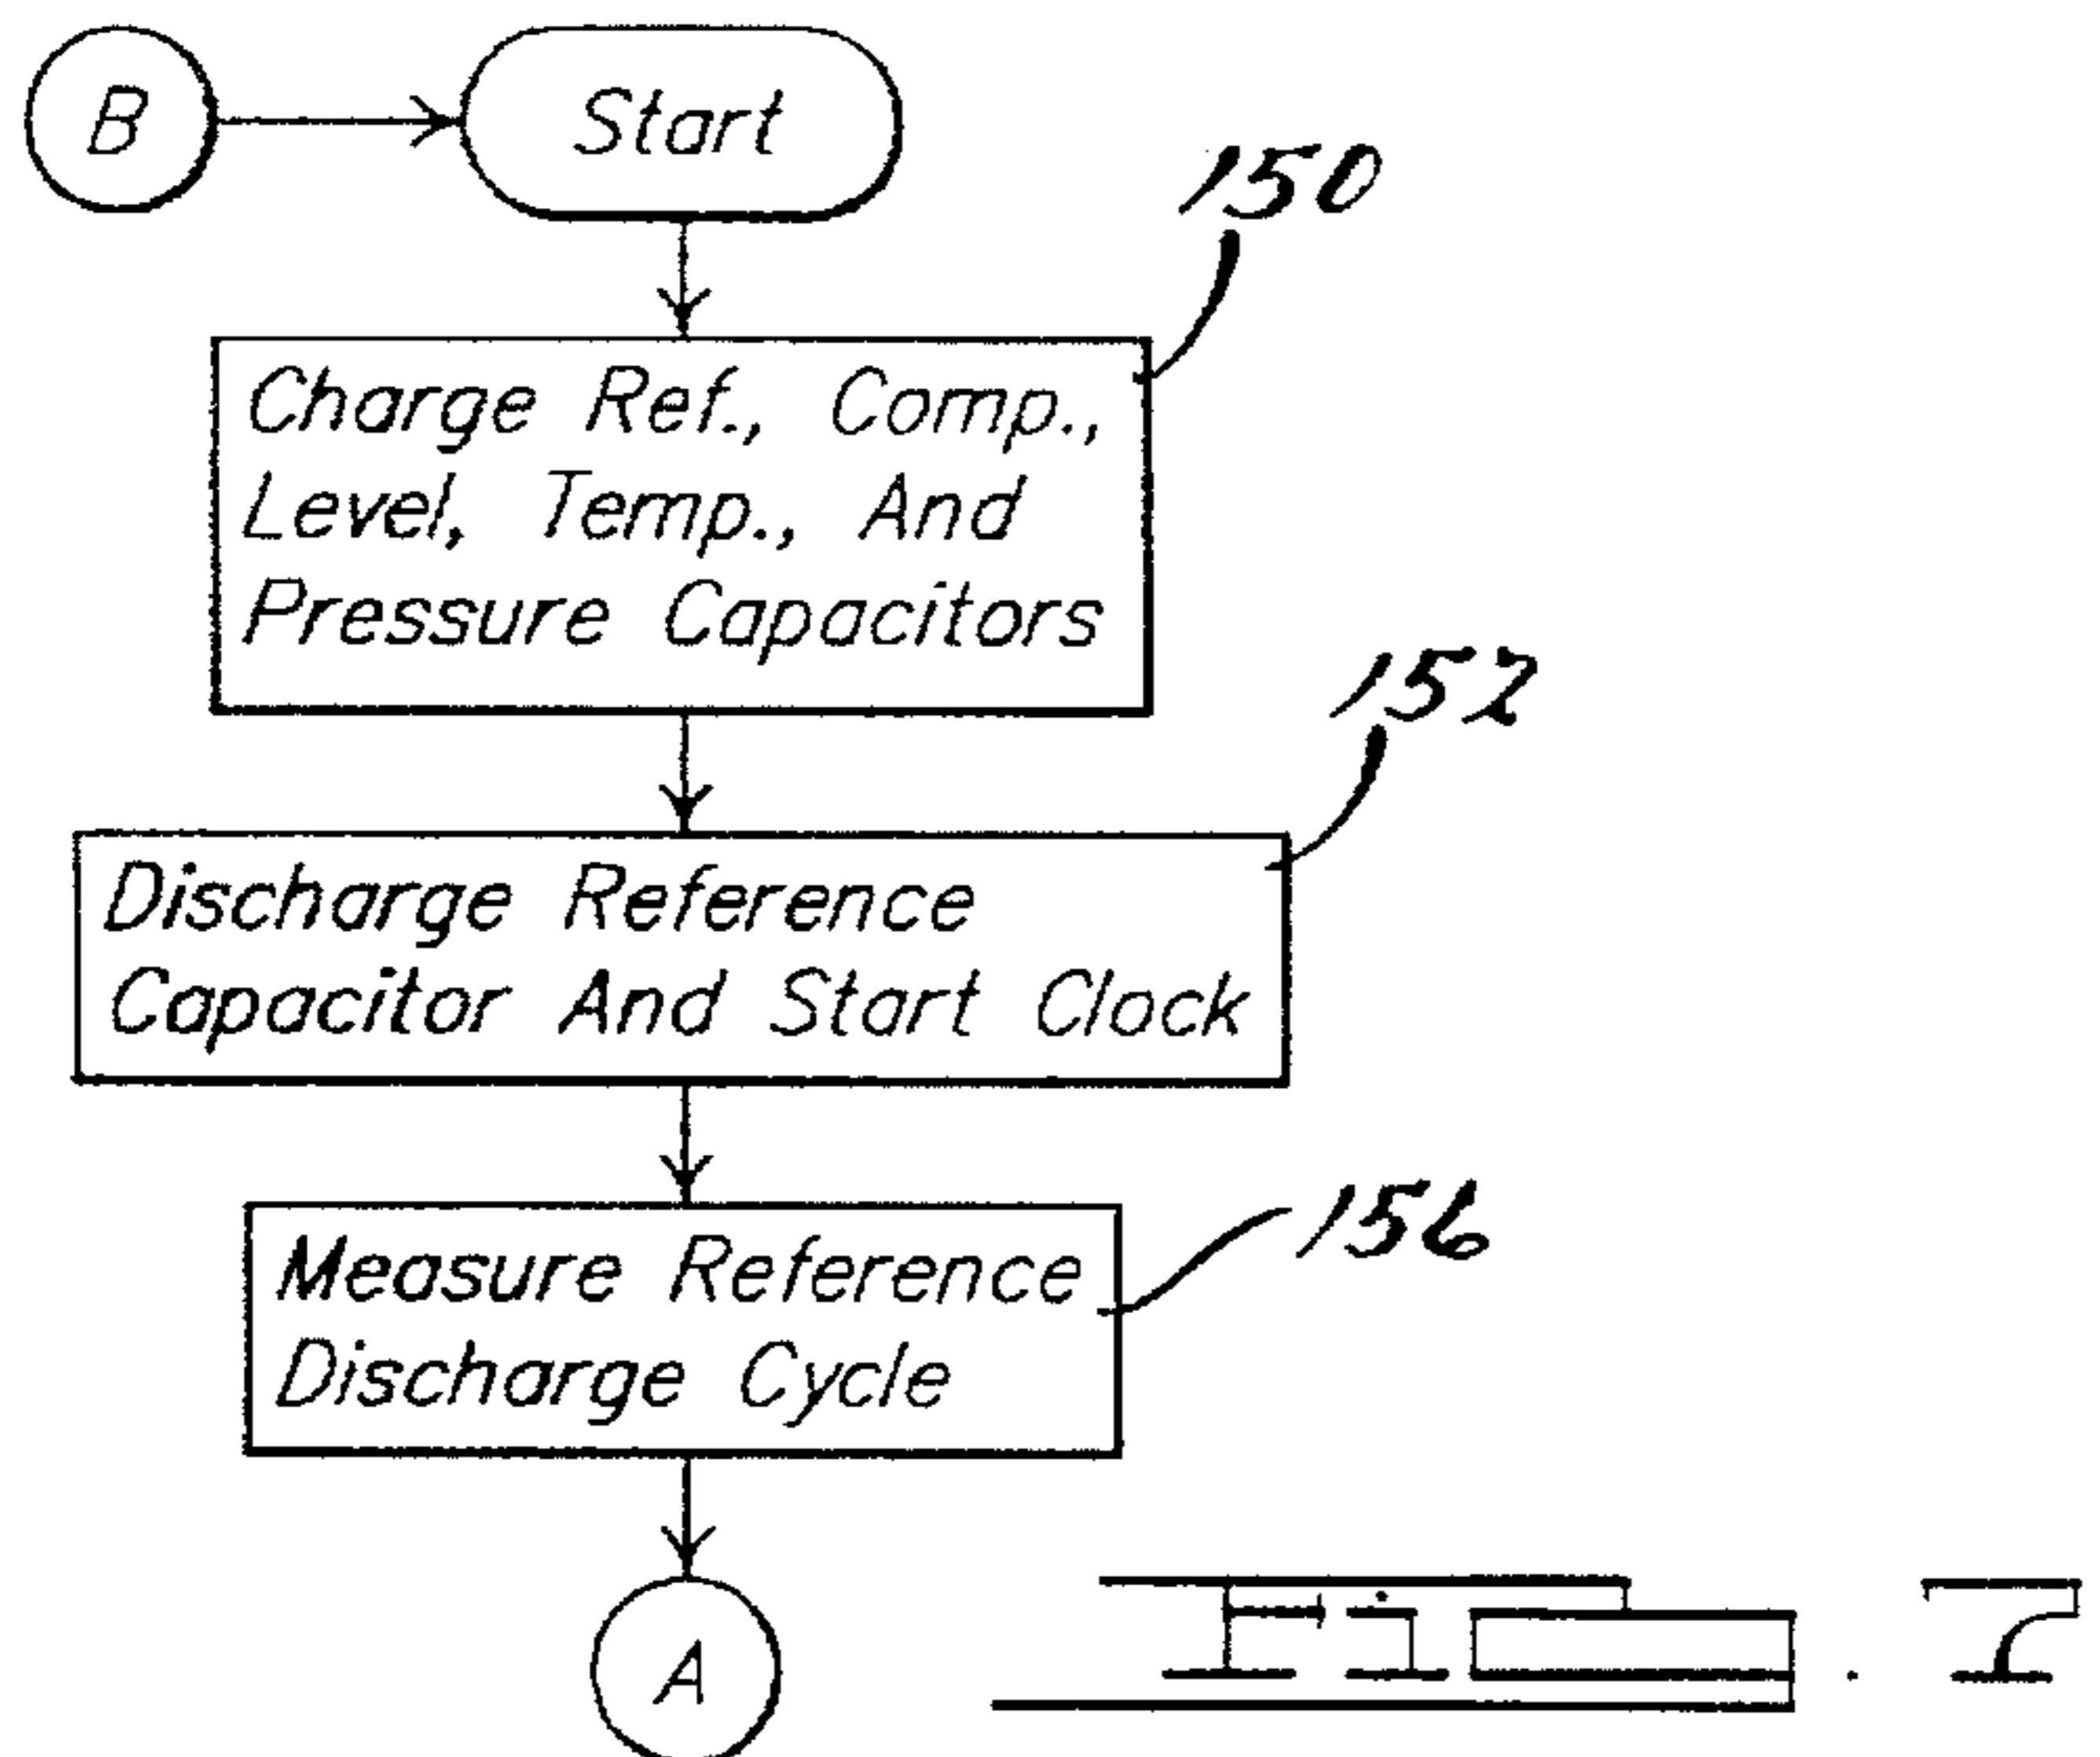 B
Start
150
Charge Ref., Comp.,
Level, Temp., And
Pressure Capacitors
152
Discharge Reference
Capacitor And Start Clock
156
Measure Reference
Discharge Cycle
A
Fig. 7